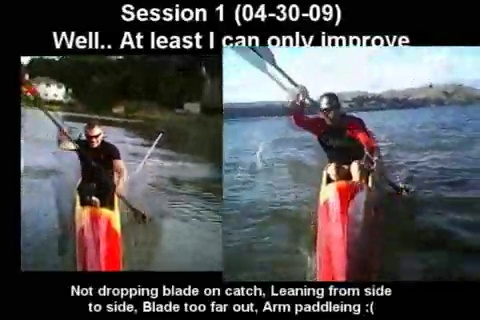 Session 1 (04-30-09)
Well.. At least I can only improve
Not dropping blade on catch, Leaning from side
to side, Blade too far out, Arm paddleing :(